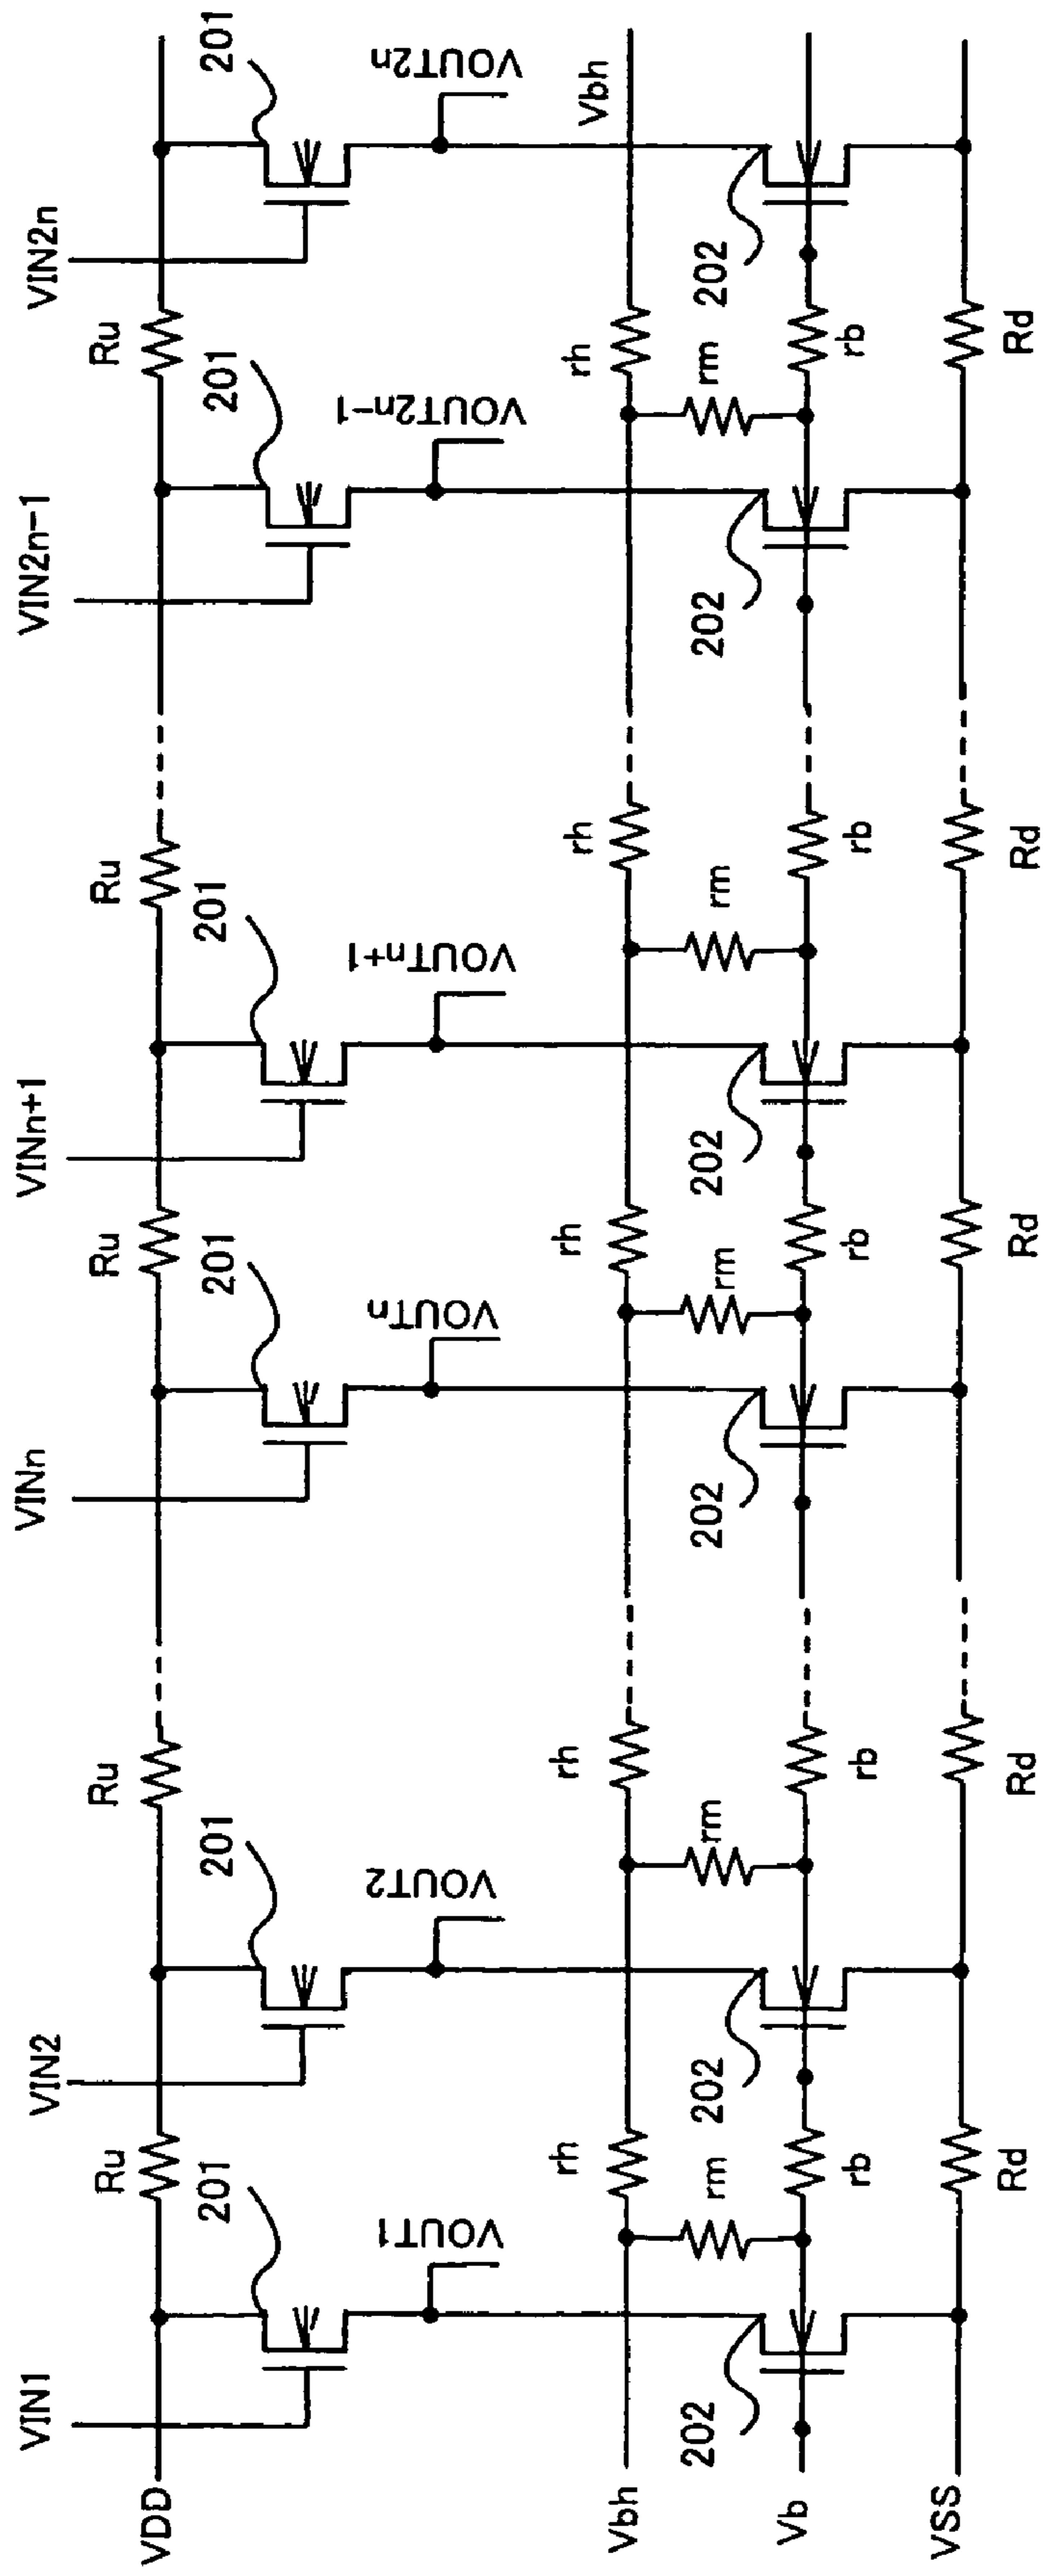 VIN1
VIN2
VINn
VINn+1
VIN2n-1
VIN2n
VDD
Ru
Ru
Ru
Ru
Ru
201
201
201
201
201
201
VOUT1
VOUT2
VOUTn
VOUTn+1
VOUT2n-1
VOUT2n
Vbh
rh
rh
rh
rh
rh
Vbh
rm
rm
rm
rm
rm
202
202
202
202
202
202
Vb
rb
rb
rb
rb
rb
VSS
Rd
Rd
Rd
Rd
Rd